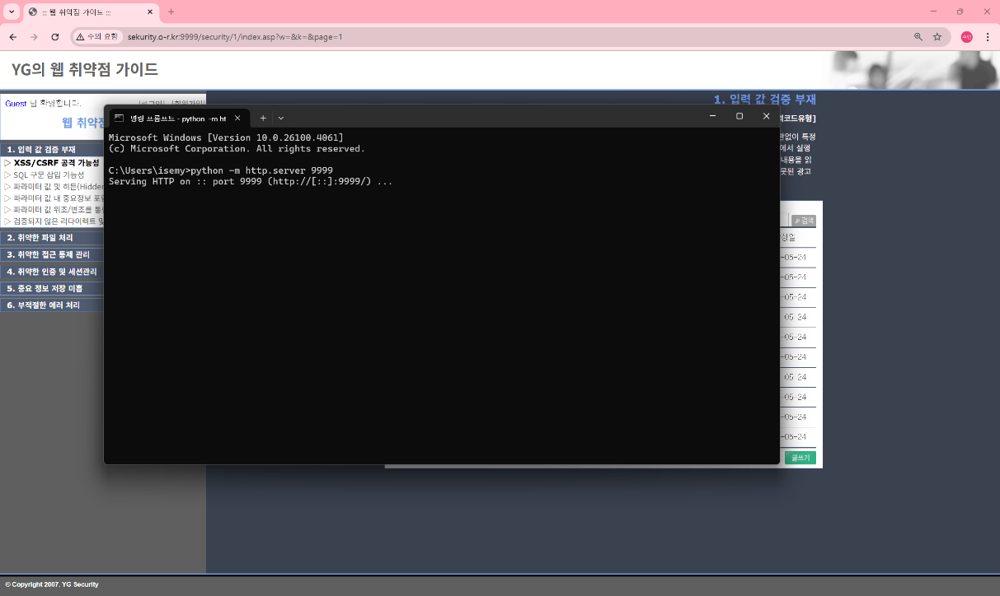 ::: 웹 취약점 가이드 :::
수의 요함
sekurity.o-r.kr:9999/security/1/index.asp?w=&k=&page=1
수민
YG의 웹 취약점 가이드
Guest 님 환영합니다.
|로그인| |회원가입|
웹 취약점
1. 입력 값 검증 부재
▷ XSS/CSRF 공격 가능성
▷ SQL 구문 삽입 가능성
▷ 파라미터 값 및 히든(Hidden
▷ 파라미터 값 내 중요정보 포함
▷ 파라미터 값 위조/변조를 통한
▷ 검증되지 않은 리다이렉트 및
2. 취약한 파일 처리
3. 취약한 접근 통제 관리
4. 취약한 인증 및 세션관리
5. 중요 정보 저장 미흡
6. 부적절한 에러 처리
1. 입력 값 검증 부재
명령 프롬프트 - python -m ht
Microsoft Windows [Version 10.0.26100.4061]
(c) Microsoft Corporation. All rights reserved.
C:\Users\isemy>python -m http.server 9999
Serving HTTP on :: port 9999 (http://[::]:9999/) ...
코드유형]
관없이 특정
에서 실행
내용을 읽
못된 광고
검색
성일
-05-24
-05-24
-05-24
-05-24
-05-24
-05-24
-05-24
-05-24
-05-24
-05-24
글쓰기
© Copyright 2007. YG Security